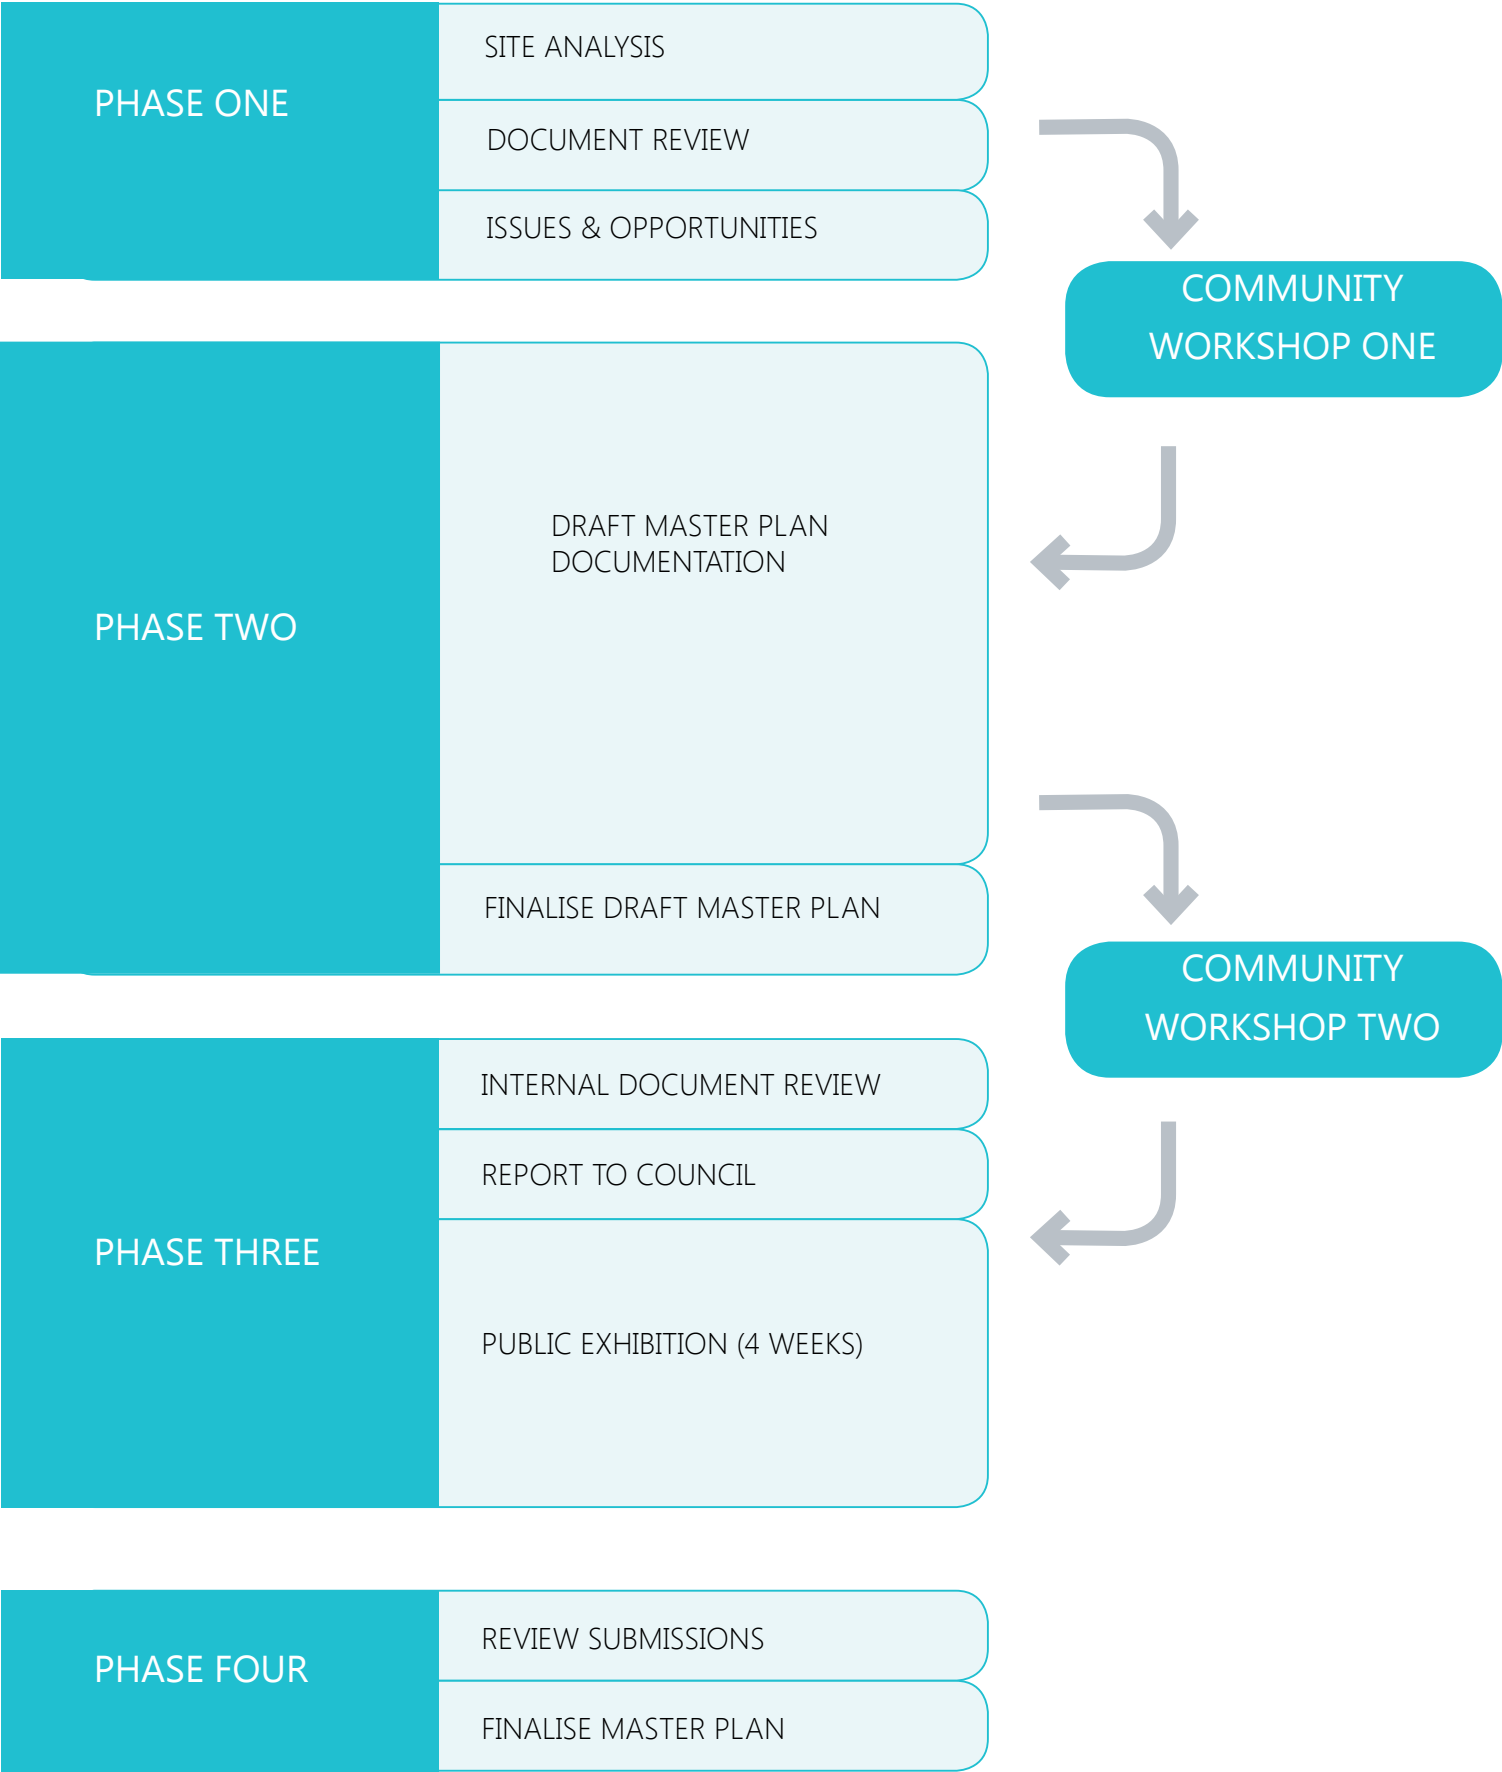 PHASE ONE
SITE ANALYSIS
DOCUMENT REVIEW
ISSUES & OPPORTUNITIES
COMMUNITY
WORKSHOP ONE
PHASE TWO
DRAFT MASTER PLAN
DOCUMENTATION
FINALISE DRAFT MASTER PLAN
COMMUNITY
WORKSHOP TWO
PHASE THREE
INTERNAL DOCUMENT REVIEW
REPORT TO COUNCIL
PUBLIC EXHIBITION (4 WEEKS)
PHASE FOUR
REVIEW SUBMISSIONS
FINALISE MASTER PLAN